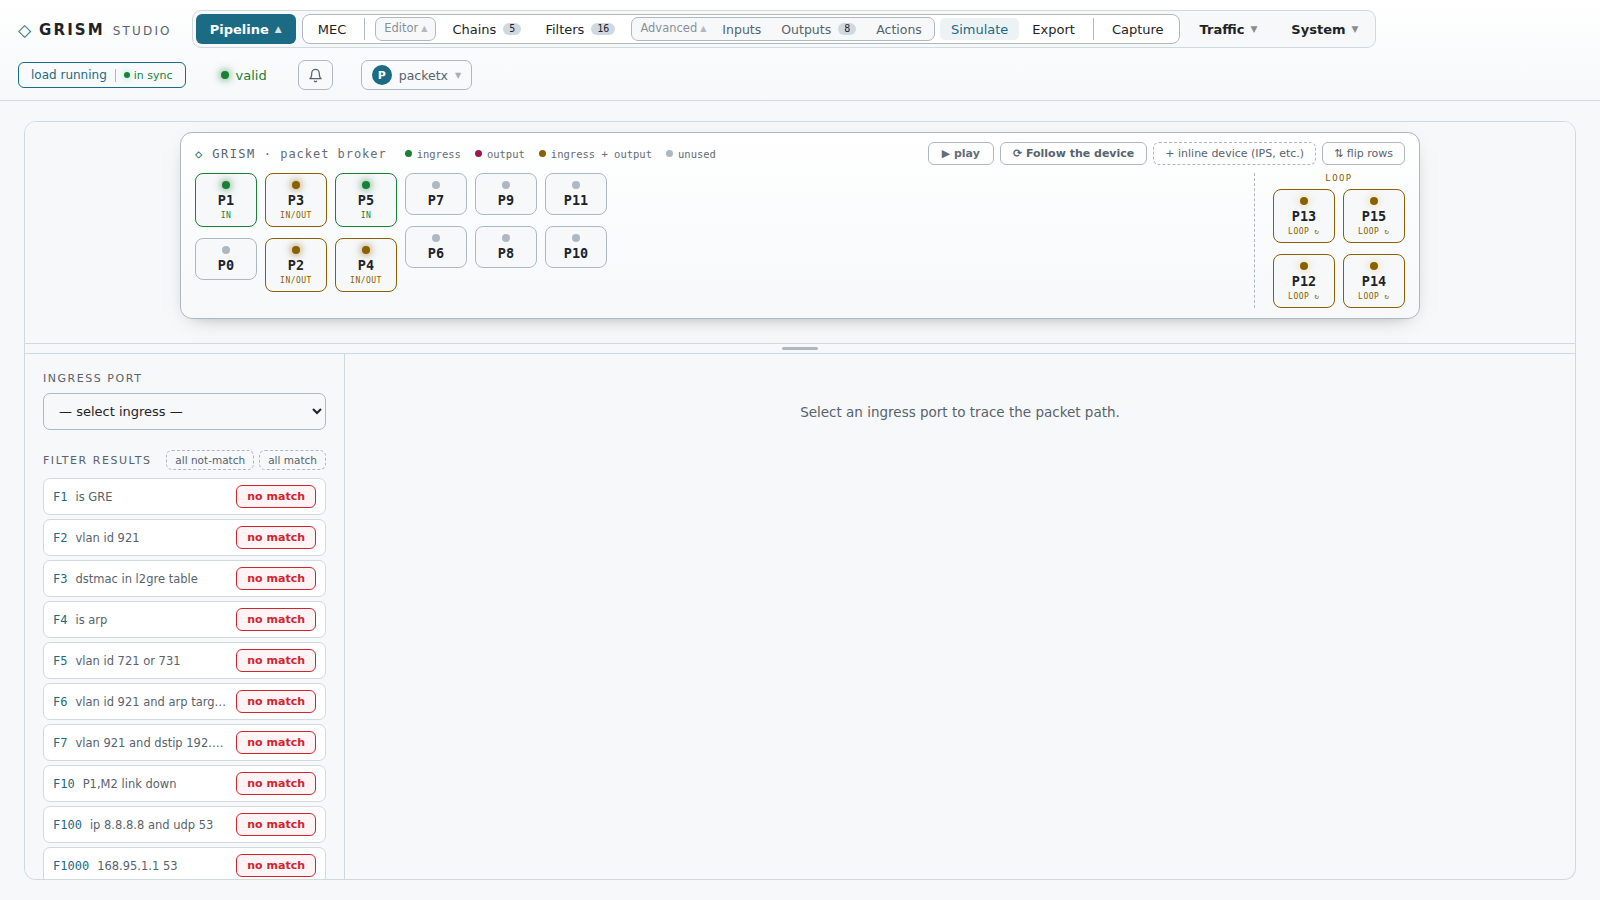 ◇ GRISM STUDIO
Pipeline ▲ MEC Editor ▲ Chains 5 Filters 16 Advanced ▲ Inputs Outputs 8 Actions Simulate Export Capture Traffic ▼ System ▼
load running in sync valid P packetx ▼
◇ GRISM · packet broker ingress output ingress + output unused ▶ play ⟳ Follow the device + inline device (IPS, etc.) ⇅ flip rows
LOOP
P1 P3 P5 P7 P9 P11 P13 P15
IN IN/OUT IN LOOP ↻ LOOP ↻
P0 P2 P4 P6 P8 P10 P12 P14
IN/OUT IN/OUT LOOP ↻ LOOP ↻
INGRESS PORT
— select ingress —
Select an ingress port to trace the packet path.
FILTER RESULTS all not-match all match
F1 is GRE no match
F2 vlan id 921 no match
F3 dstmac in l2gre table no match
F4 is arp no match
F5 vlan id 721 or 731 no match
F6 vlan id 921 and arp targ... no match
F7 vlan 921 and dstip 192.... no match
F10 P1,M2 link down no match
F100 ip 8.8.8.8 and udp 53 no match
F1000 168.95.1.1 53 no match